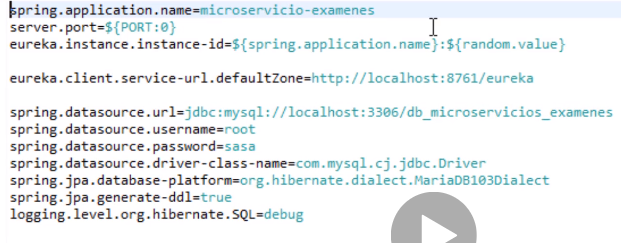 spring.application.name=microservicio-examenes
server.port=${PORT:0}
eureka.instance.instance-id=${spring.application.name}:${random.value}
eureka.client.service-url.defaultZone=http://localhost:8761/eureka
spring.datasource.url=jdbc:mysql://localhost:3306/db_microservicios_examenes
spring.datasource.username=root
spring.datasource.password=sasa
spring.datasource.driver-class-name=com.mysql.cj.jdbc.Driver
spring.jpa.database-platform=org.hibernate.dialect.MariaDB103Dialect
spring.jpa.generate-ddl=true
logging.level.org.hibernate.SQL=debug